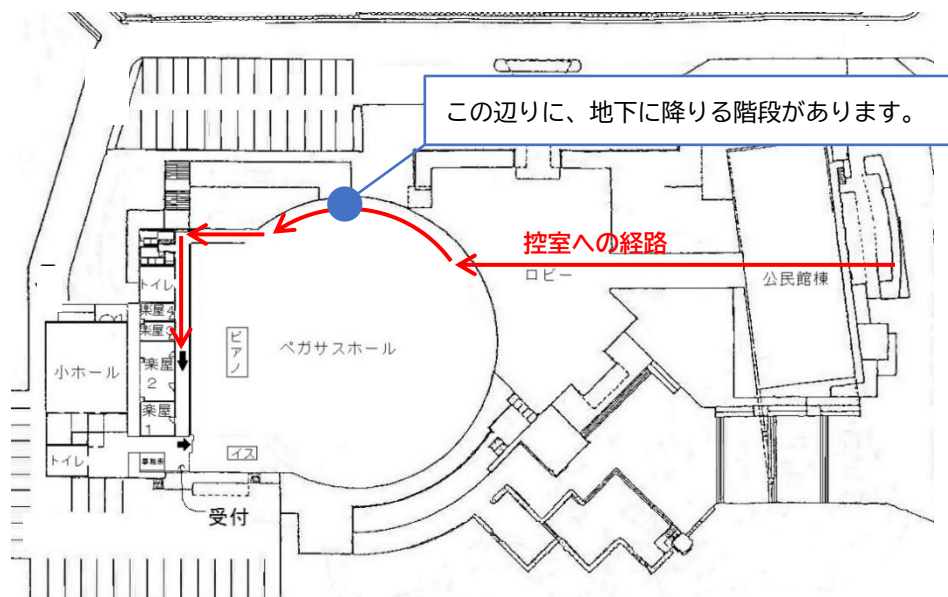 この辺りに、地下に降りる階段があります。
控室への経路
ロビー
公民館棟
トイレ
楽屋4
楽屋3
ピアノ
ペガサスホール
小ホール
楽屋
2
楽屋
1
イス
トイレ
事務所
受付